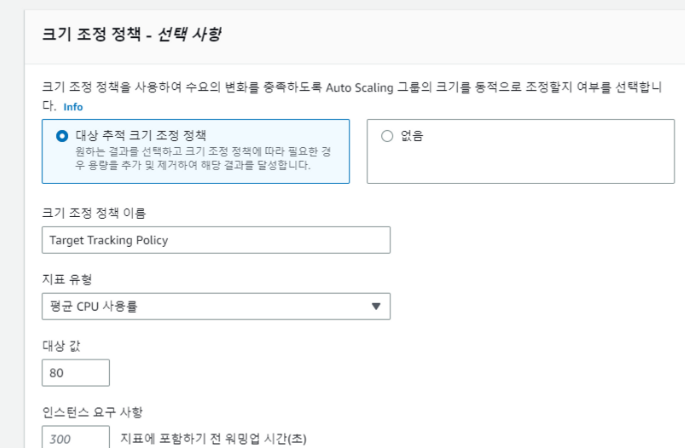 크기 조정 정책 - 선택 사항
크기 조정 정책을 사용하여 수요의 변화를 충족하도록 Auto Scaling 그룹의 크기를 동적으로 조정할지 여부를 선택합니
다. Info
대상 추적 크기 조정 정책
원하는 결과를 선택하고 크기 조정 정책에 따라 필요한 경
우 용량을 추가 및 제거하여 해당 결과를 달성합니다.
없음
크기 조정 정책 이름
Target Tracking Policy
지표 유형
평균 CPU 사용률
대상 값
80
인스턴스 요구 사항
300 지표에 포함하기 전 워밍업 시간(초)